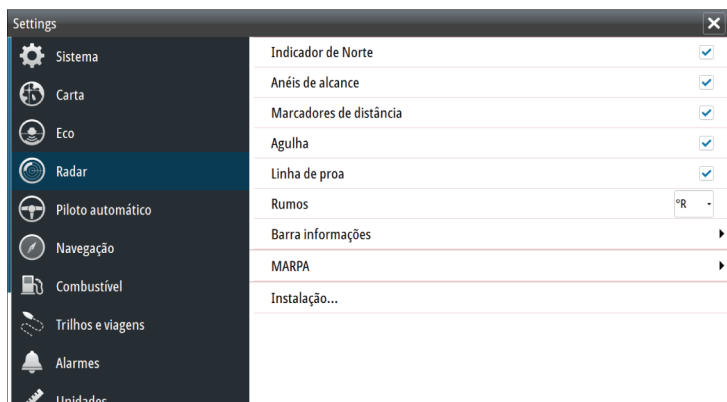 Settings
Sistema
Carta
Eco
Radar
Piloto automático
Navegação
Combustível
Trilhos e viagens
Alarmes
Unidades
Indicador de Norte
Anéis de alcance
Marcadores de distância
Agulha
Linha de proa
Rumos °R
Barra informações
MARPA
Instalação...